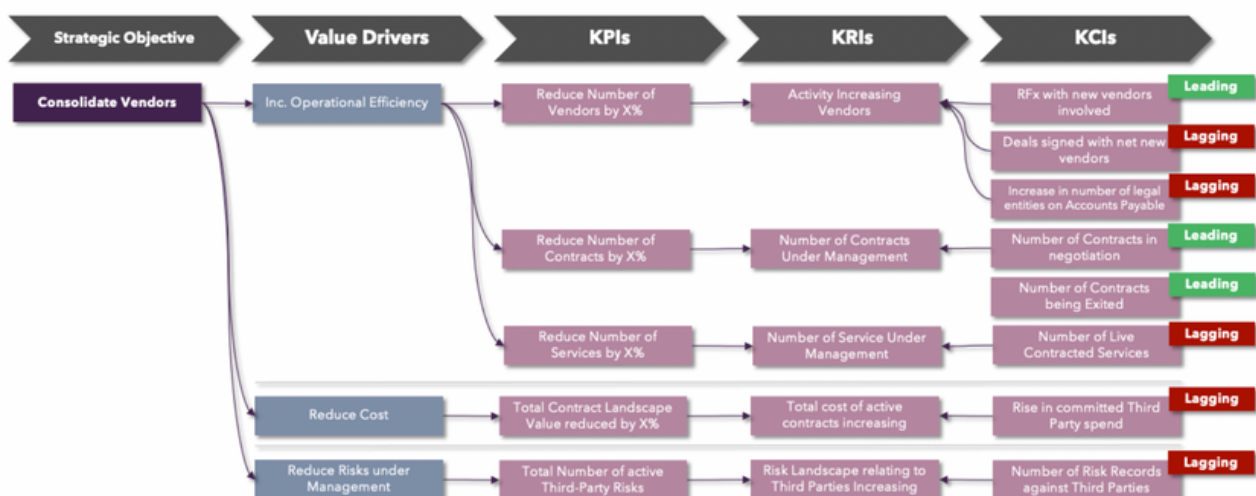 Strategic Objective
Value Drivers
KPIs
KRIs
KCIs
Consolidate Vendors
Inc. Operational Efficiency
Reduce Number of
Vendors by X%
Activity Increasing
Vendors
RFx with new vendors
involved
Leading
Deals signed with net new
vendors
Lagging
Increase in number of legal
entities on Accounts Payable
Lagging
Reduce Number of
Contracts by X%
Number of Contracts
Under Management
Number of Contracts in
negotiation
Leading
Number of Contracts
being Exited
Leading
Reduce Number of
Services by X%
Number of Service Under
Management
Number of Live
Contracted Services
Lagging
Reduce Cost
Total Contract Landscape
Value reduced by X%
Total cost of active
contracts increasing
Rise in committed Third
Party spend
Lagging
Reduce Risks under
Management
Total Number of active
Third-Party Risks
Risk Landscape relating to
Third Parties Increasing
Number of Risk Records
against Third Parties
Lagging